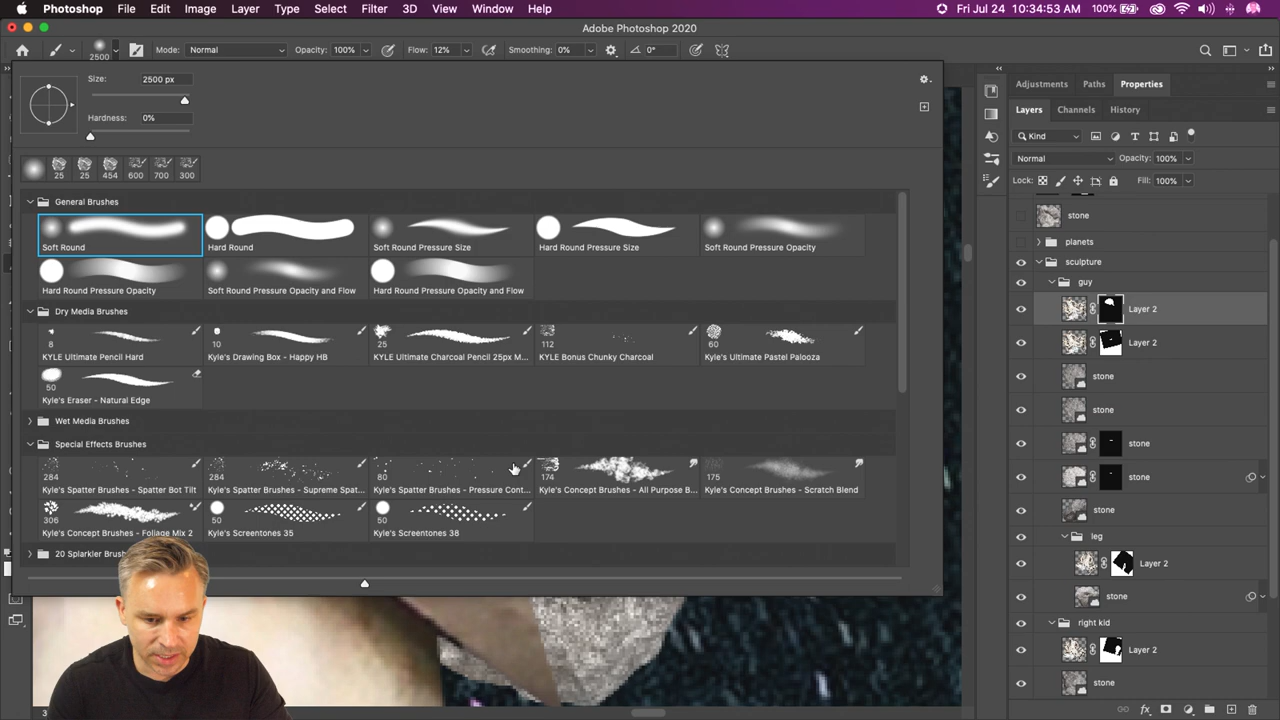 Photoshop File Edit Image Layer Type Select Filter 3D View Window Help 100% Fri Jul 24 10:34:53 AM
Adobe Photoshop 2020
2500 Mode: Normal Opacity: 100% Flow: 12% Smoothing: 0% 0°
Size: 2500 px
Hardness: 0%
25 25 454 600 700 300
General Brushes
Soft Round Hard Round Soft Round Pressure Size Hard Round Pressure Size Soft Round Pressure Opacity
Hard Round Pressure Opacity Soft Round Pressure Opacity and Flow Hard Round Pressure Opacity and Flow
Dry Media Brushes
8 10 25 112 60
KYLE Ultimate Pencil Hard Kyle's Drawing Box - Happy HB KYLE Ultimate Charcoal Pencil 25px M... KYLE Bonus Chunky Charcoal Kyle's Ultimate Pastel Palooza
50
Kyle's Eraser - Natural Edge
Wet Media Brushes
Special Effects Brushes
284 284 80 174 175
Kyle's Spatter Brushes - Spatter Bot Tilt Kyle's Spatter Brushes - Supreme Spat... Kyle's Spatter Brushes - Pressure Cont... Kyle's Concept Brushes - All Purpose B... Kyle's Concept Brushes - Scratch Blend
306 50 50
Kyle's Concept Brushes - Foliage Mix 2 Kyle's Screentones 35 Kyle's Screentones 38
20 Sparkler
3
Adjustments Paths Properties
Layers Channels History
Kind
Normal Opacity: 100%
Lock: Fill: 100%
stone
planets
sculpture
guy
Layer 2
Layer 2
stone
stone
stone
stone
stone
leg
Layer 2
stone
right kid
Layer 2
stone
fx